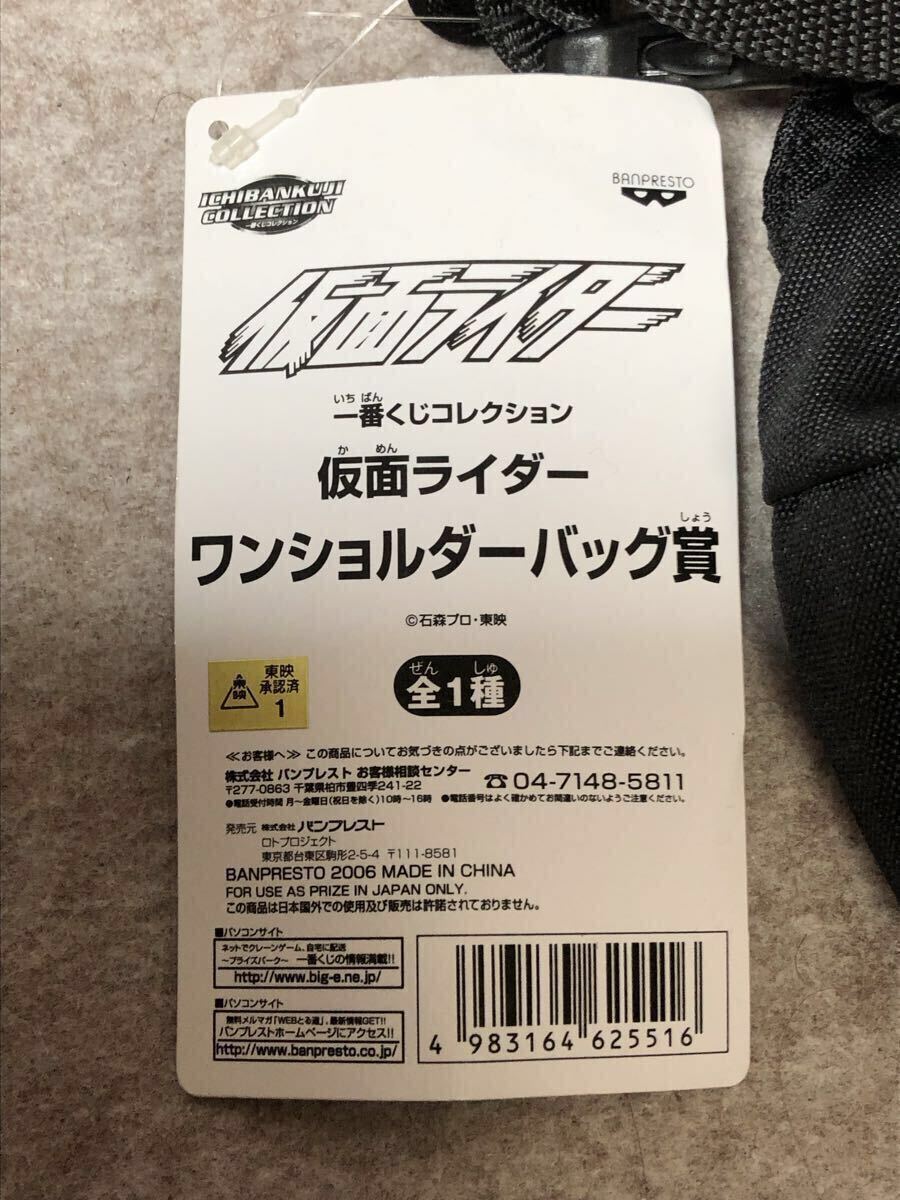 ICHIBANKUJI
COLLECTION
一番くじコレクション
BANPRESTO
仮面ライダー
いち ばん
一番くじコレクション
か めん
仮面ライダー
しょう
ワンショルダーバッグ賞
©石森プロ・東映
東映
東映
承認済
1
ぜん しゅ
全1種
≪お客様へ≫ この商品についてお気づきの点がございましたら下記までご連絡ください。
株式会社 バンプレスト お客様相談センター ☎04-7148-5811
〒277-0863 千葉県柏市豊四季241-22
●電話受付時間 月～金曜日(祝日を除く)10時～16時 ●電話番号はよく確かめてお間違いのないようご注意ください。
発売元 株式会社 バンプレスト
ロトプロジェクト
東京都台東区駒形2-5-4 〒111-8581
BANPRESTO 2006 MADE IN CHINA
FOR USE AS PRIZE IN JAPAN ONLY.
この商品は日本国外での使用及び販売は許諾されておりません。
■パソコンサイト
ネットでクレーンゲーム、自宅に配送
～プライズパーク～ 一番くじの情報満載!!
http://www.big-e.ne.jp/
■パソコンサイト
無料メルマガ「WEBとる道」、最新情報GET!!
バンプレストホームページにアクセス!!
http://www.banpresto.co.jp/
4 983164 625516